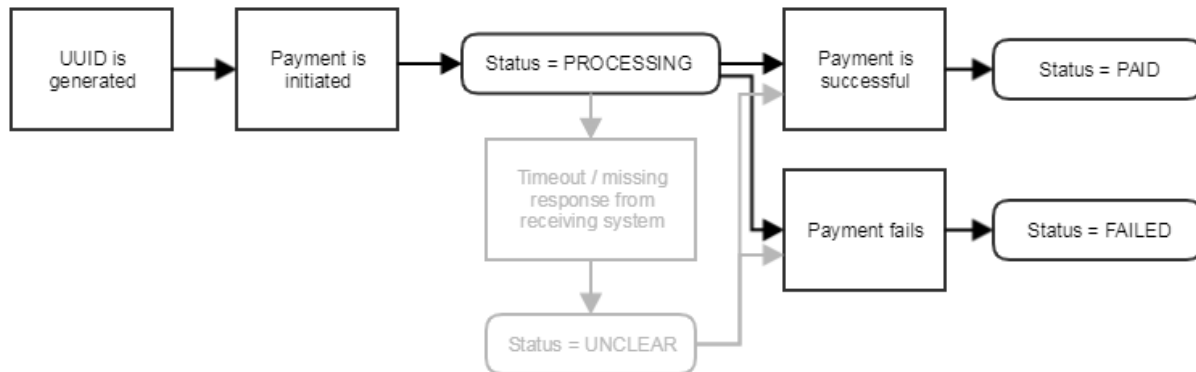 UUID is
generated
Payment is
initiated
Status = PROCESSING
Payment is
successful
Status = PAID
Timeout / missing
response from
receiving system
Payment fails
Status = FAILED
Status = UNCLEAR